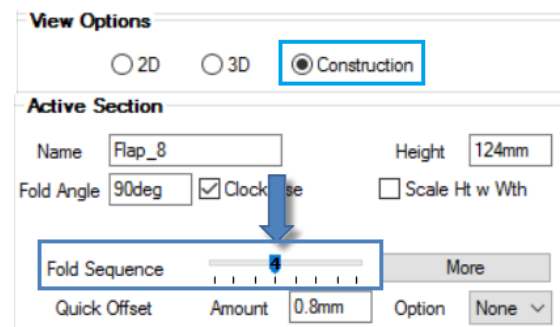 View Options
2D 3D Construction
Active Section
Name Flap_8 Height 124mm
Fold Angle 90deg Scale Ht w Wth
Fold Sequence 4 More
Quick Offset Amount 0.8mm Option None